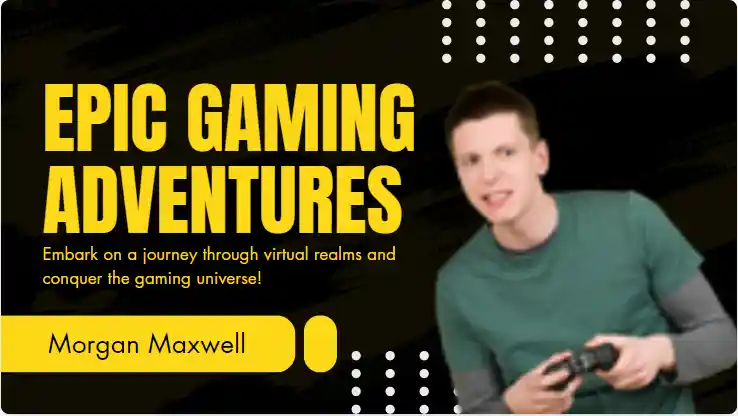 EPIC GAMING
ADVENTURES
Embark on a journey through virtual realms and
conquer the gaming universe!
Morgan Maxwell